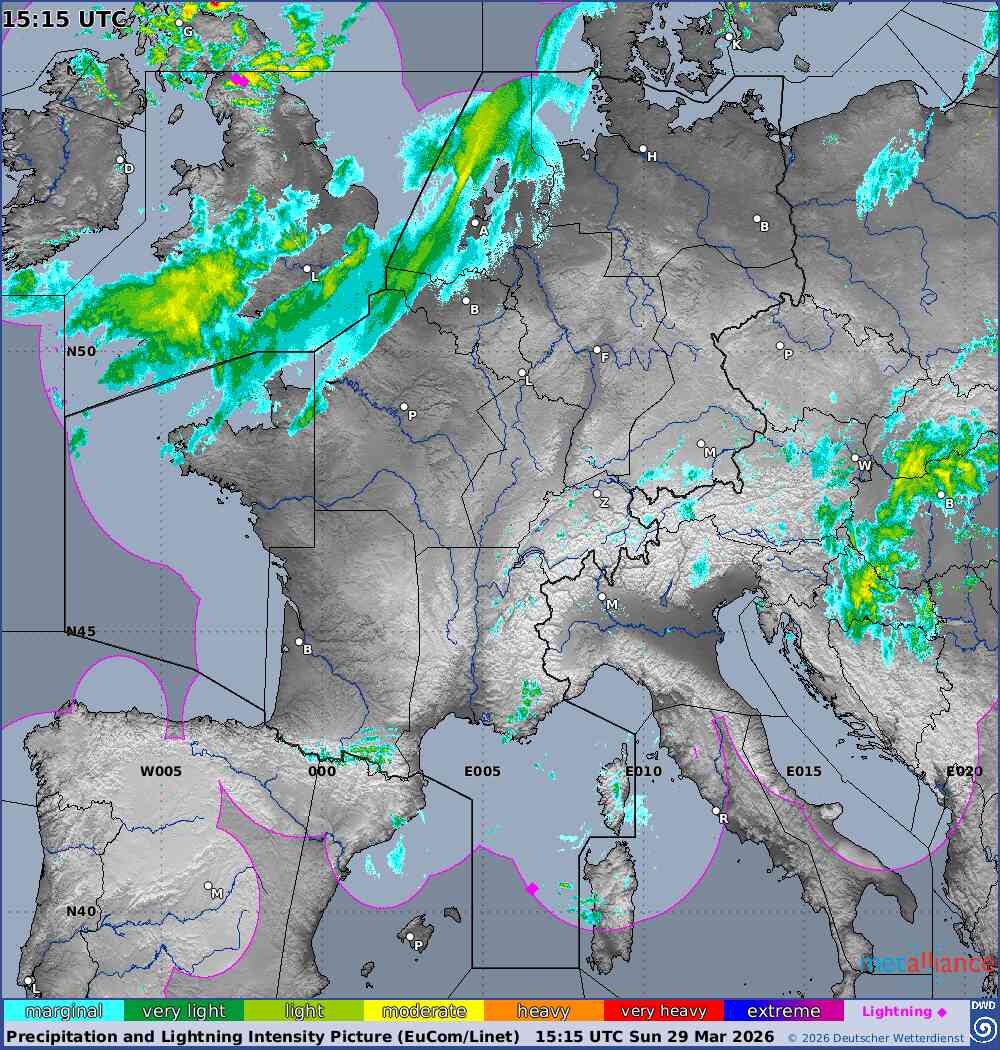 15:15 UTC
G
K
N
D
H
A
B
L
B
N50
P
F
L
P
M
W
B
Z
M
N45
B
W005
000
E005
E010
E015
E020
R
M
N40
P
L
metalliance
marginal
very light
light
moderate
heavy
very heavy
extreme
Lightning ◆
DWD
Precipitation and Lightning Intensity Picture (EuCom/Linet) 15:15 UTC Sun 29 Mar 2026 © 2026 Deutscher Wetterdienst